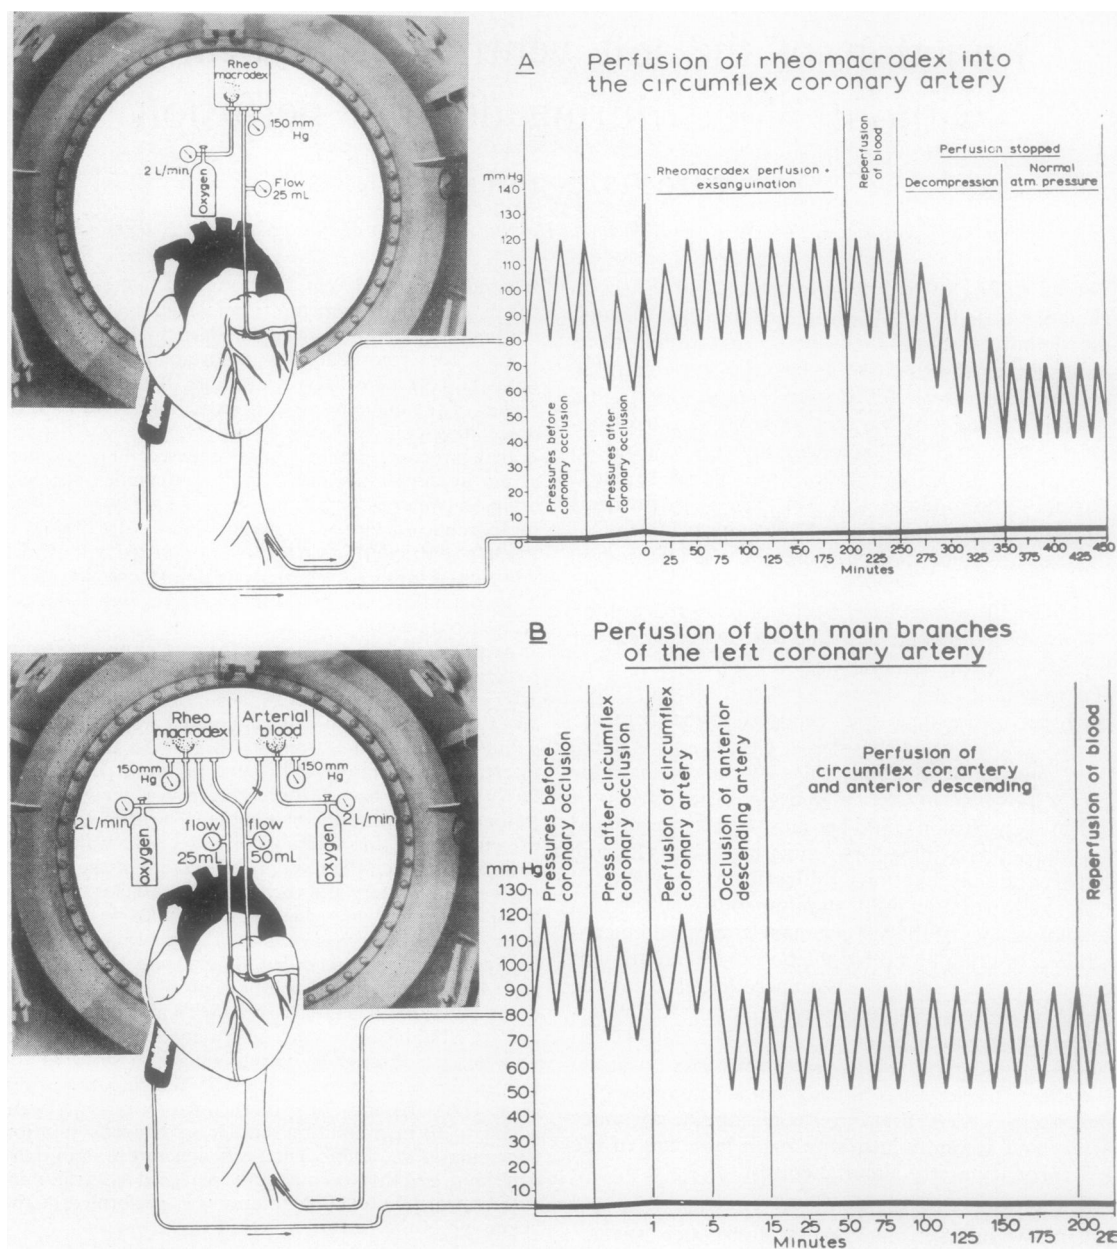 Rheo
macrodex
150 mm
Hg
2 L/min
Oxygen
Flow
25 mL
A
Perfusion of rheomacrodex into
the circumflex coronary artery
mm Hg
140
130
120
110
100
90
80
70
60
50
40
30
20
10
0
Pressures before
coronary occlusion
Pressures after
coronary occlusion
Rheomacrodex perfusion +
exsanguination
Reperfusion
of blood
Perfusion stopped
Decompression
Normal
atm. pressure
0 50 100 150 200 250 300 350 400 450
25 75 125 175 225 275 325 375 425
Minutes
B
Perfusion of both main branches
of the left coronary artery
Rheo
macrodex
Arterial
blood
150mm
Hg
150 mm
Hg
2L/min
2L/min
oxygen
oxygen
flow
25mL
flow
50mL
mm Hg
130
120
110
100
90
80
70
60
50
40
30
20
10
Pressures before
coronary occlusion
Press. after circumflex
coronary occlusion
Perfusion of circumflex
coronary artery
Occlusion of anterior
descending artery
Perfusion of
circumflex cor. artery
and anterior descending
Reperfusion of blood
1 5 15 25 50 75 100 150 200
125 175
Minutes